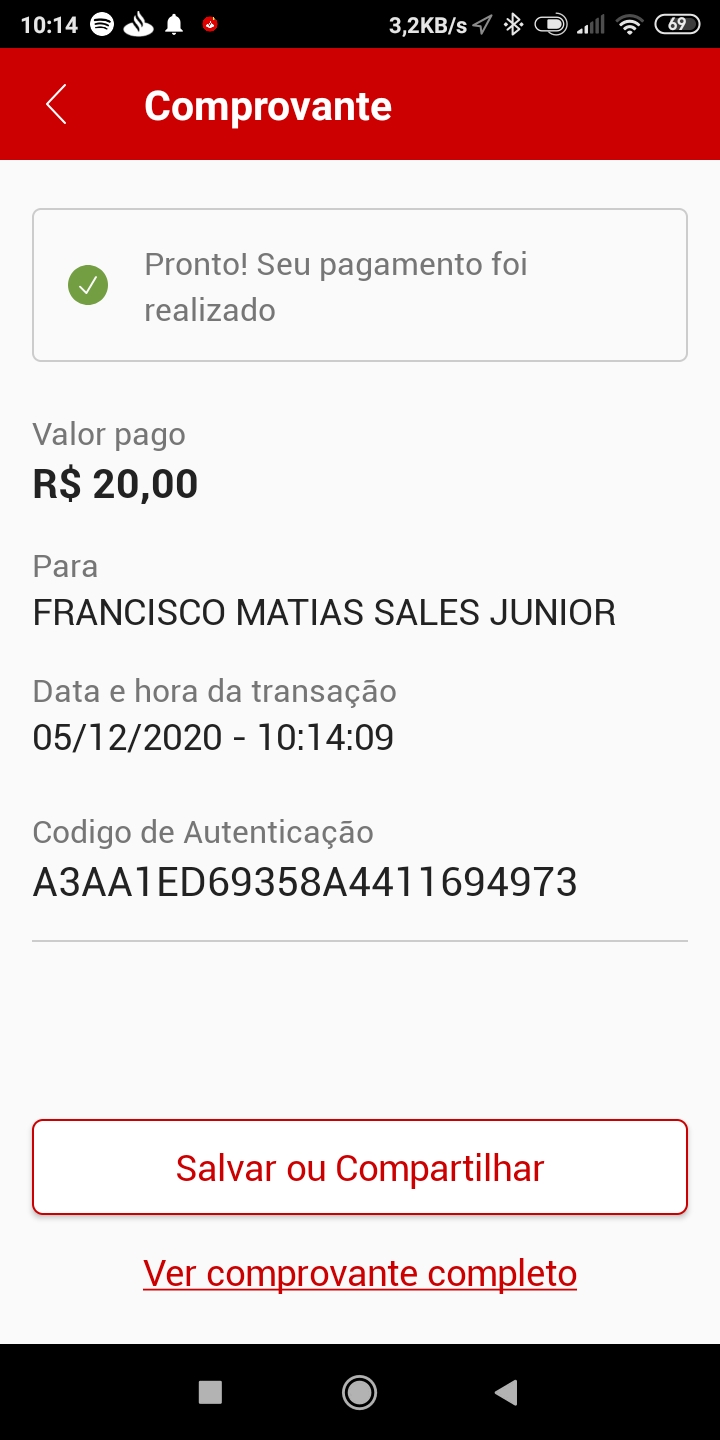 10:14 3,2KB/s 69
Comprovante
Pronto! Seu pagamento foi
realizado
Valor pago
R$ 20,00
Para
FRANCISCO MATIAS SALES JUNIOR
Data e hora da transação
05/12/2020 - 10:14:09
Codigo de Autenticação
A3AA1ED69358A4411694973
Salvar ou Compartilhar
Ver comprovante completo